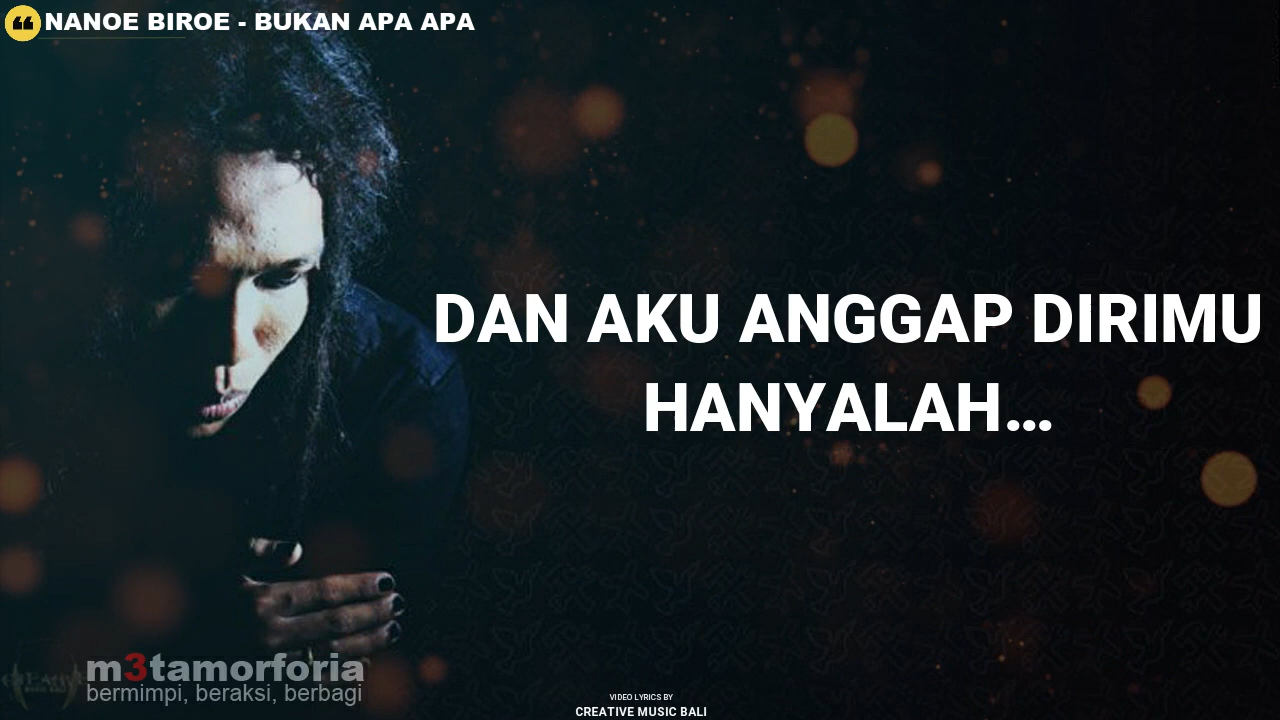 NANOE BIROE - BUKAN APA APA
DAN AKU ANGGAP DIRIMU
HANYALAH...
m3tamorforia
bermimpi, beraksi, berbagi
VIDEO LYRICS BY
CREATIVE MUSIC BALI